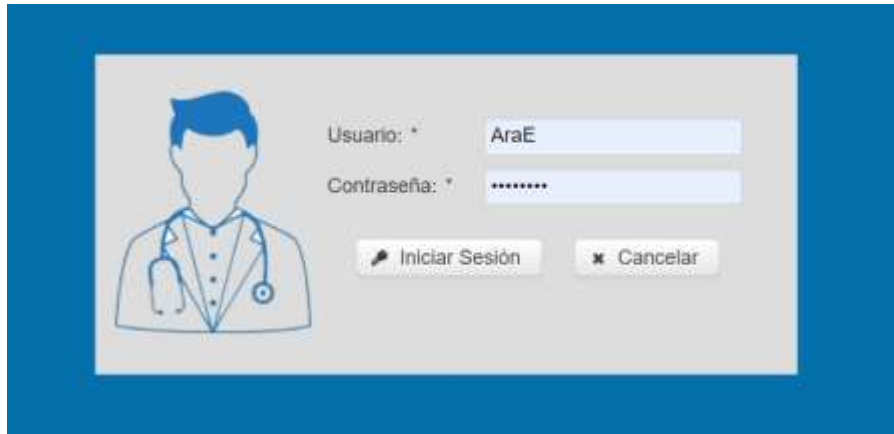 Usuario: * AraE
Contraseña: * ••••••••
Iniciar Sesión Cancelar